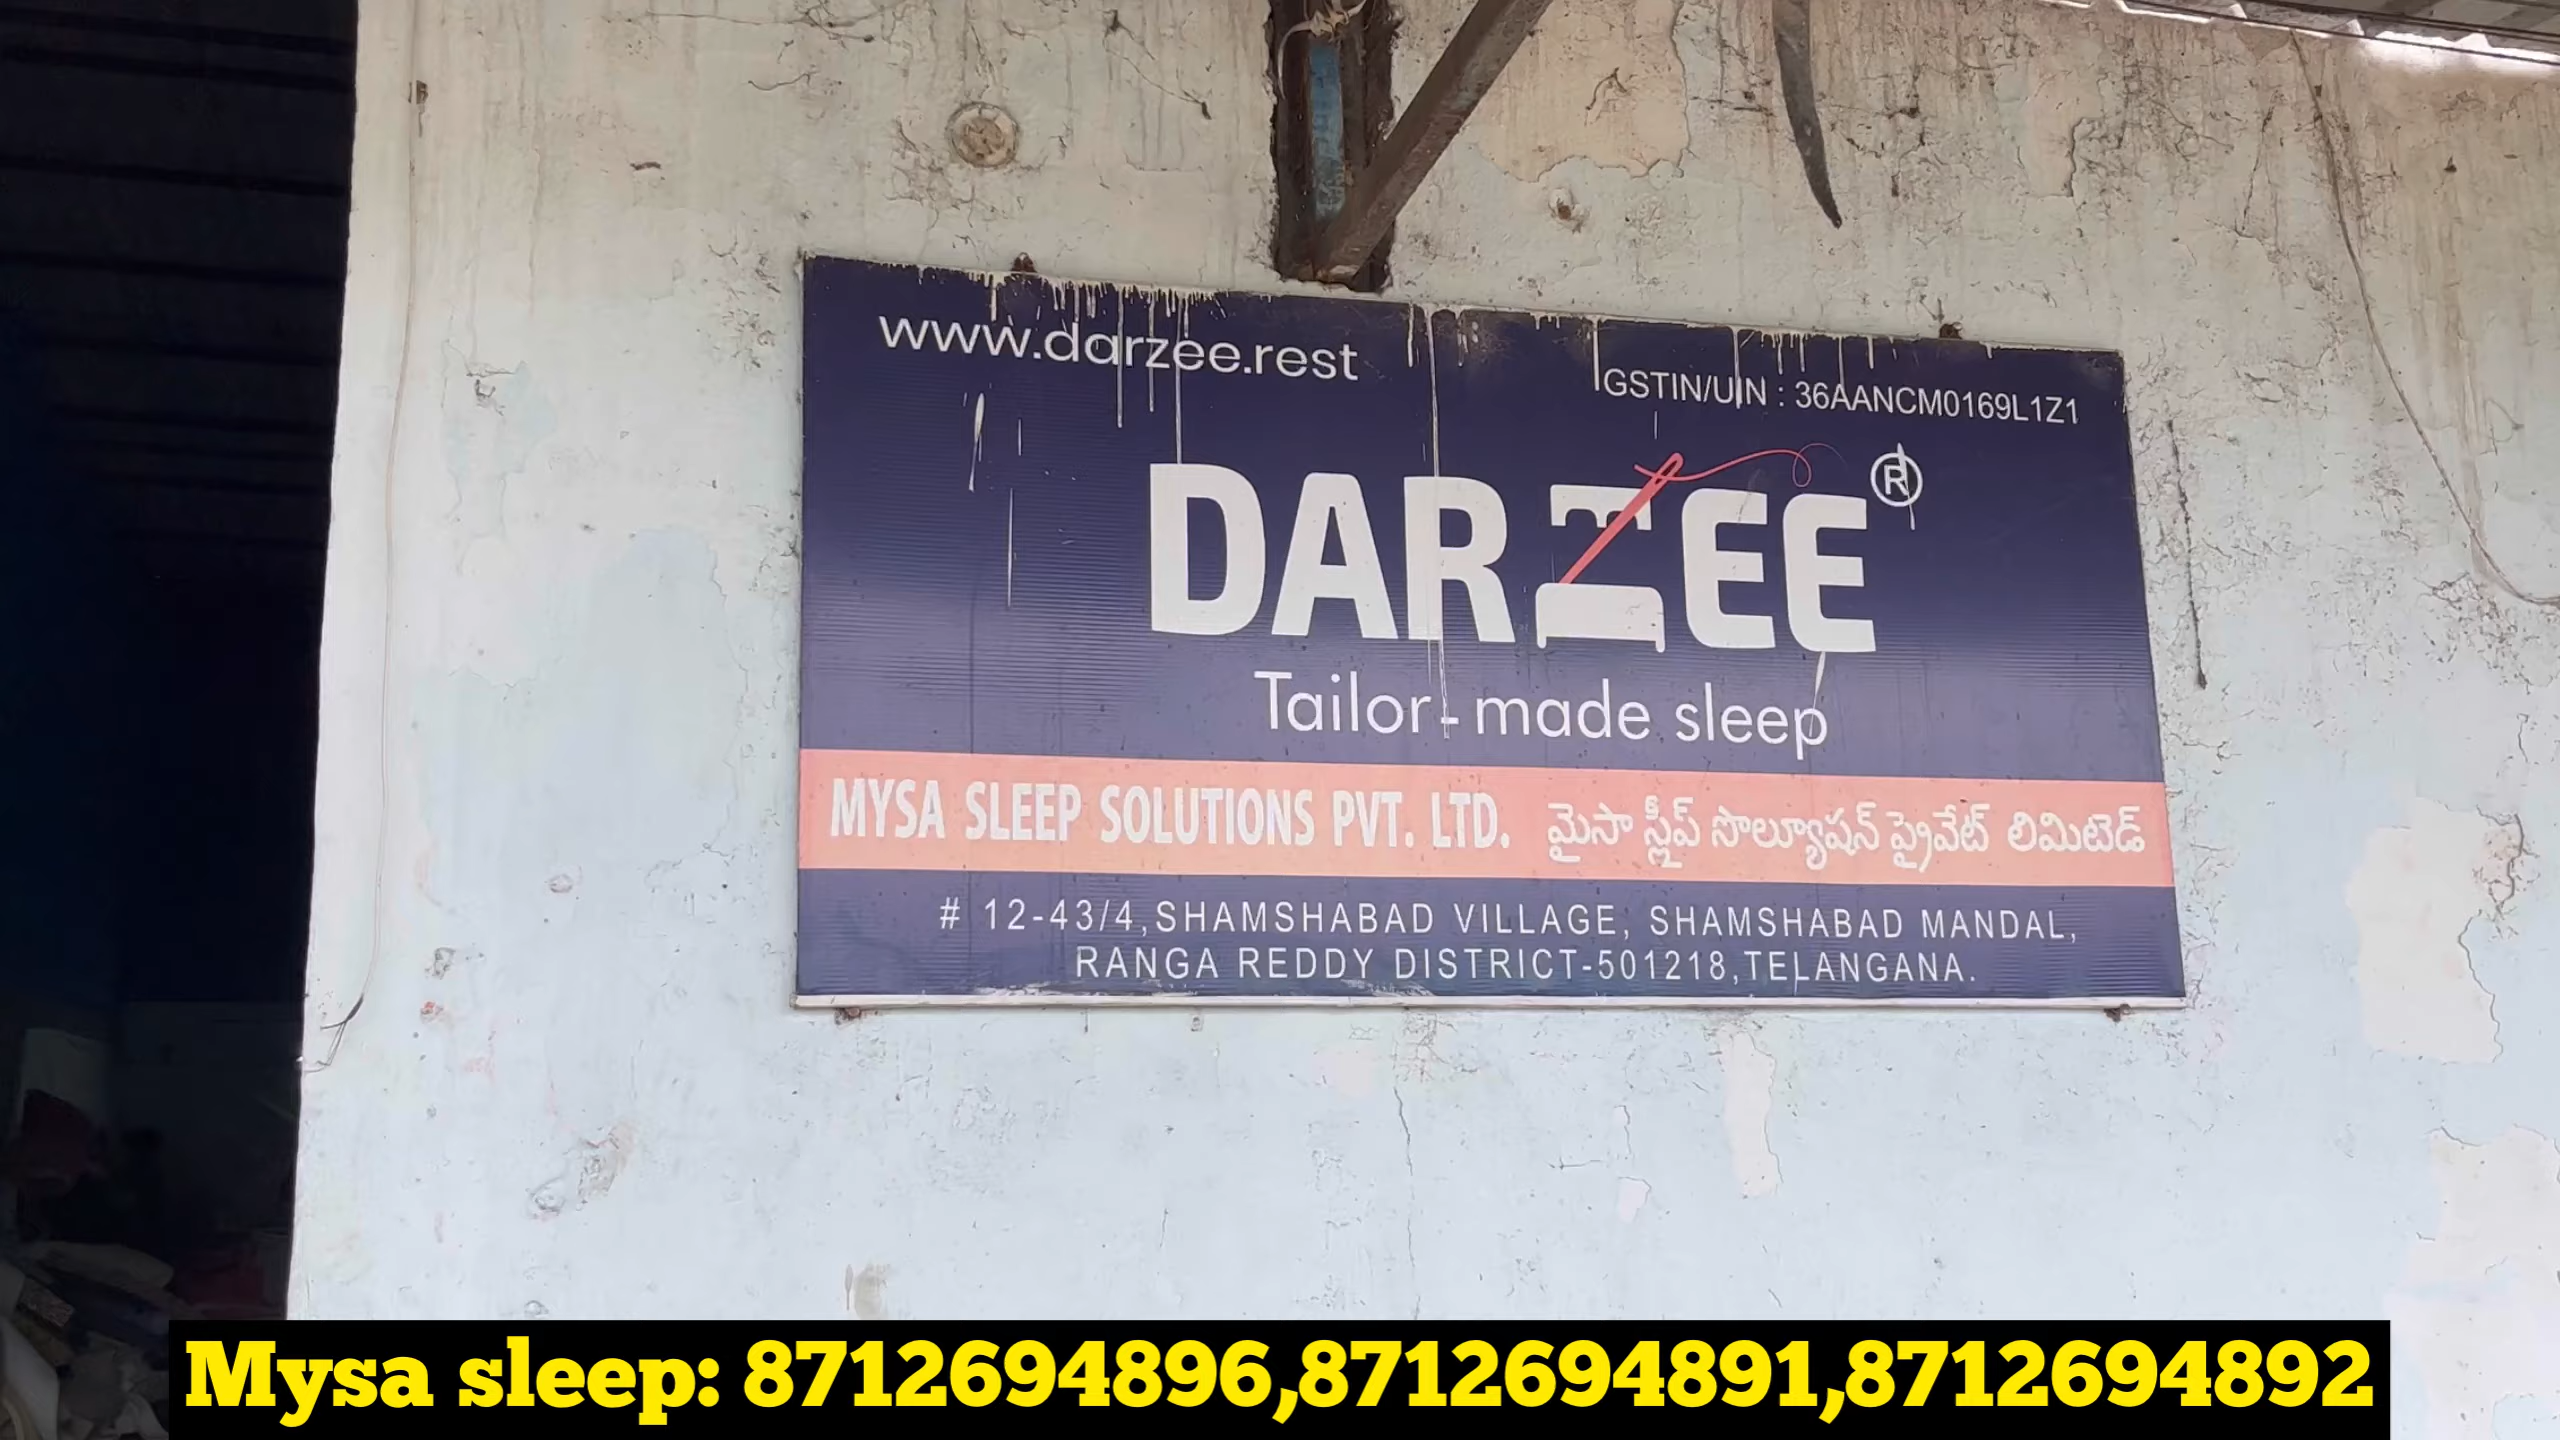 www.darzee.rest
GSTIN/UIN : 36AANCM0169L1Z1
DARZEE®
Tailor-made sleep
MYSA SLEEP SOLUTIONS PVT. LTD. మైసా స్లీప్ సొల్యూషన్ ప్రైవేట్ లిమిటెడ్
# 12-43/4,SHAMSHABAD VILLAGE, SHAMSHABAD MANDAL,
RANGA REDDY DISTRICT-501218,TELANGANA.
Mysa sleep: 8712694896,8712694891,8712694892